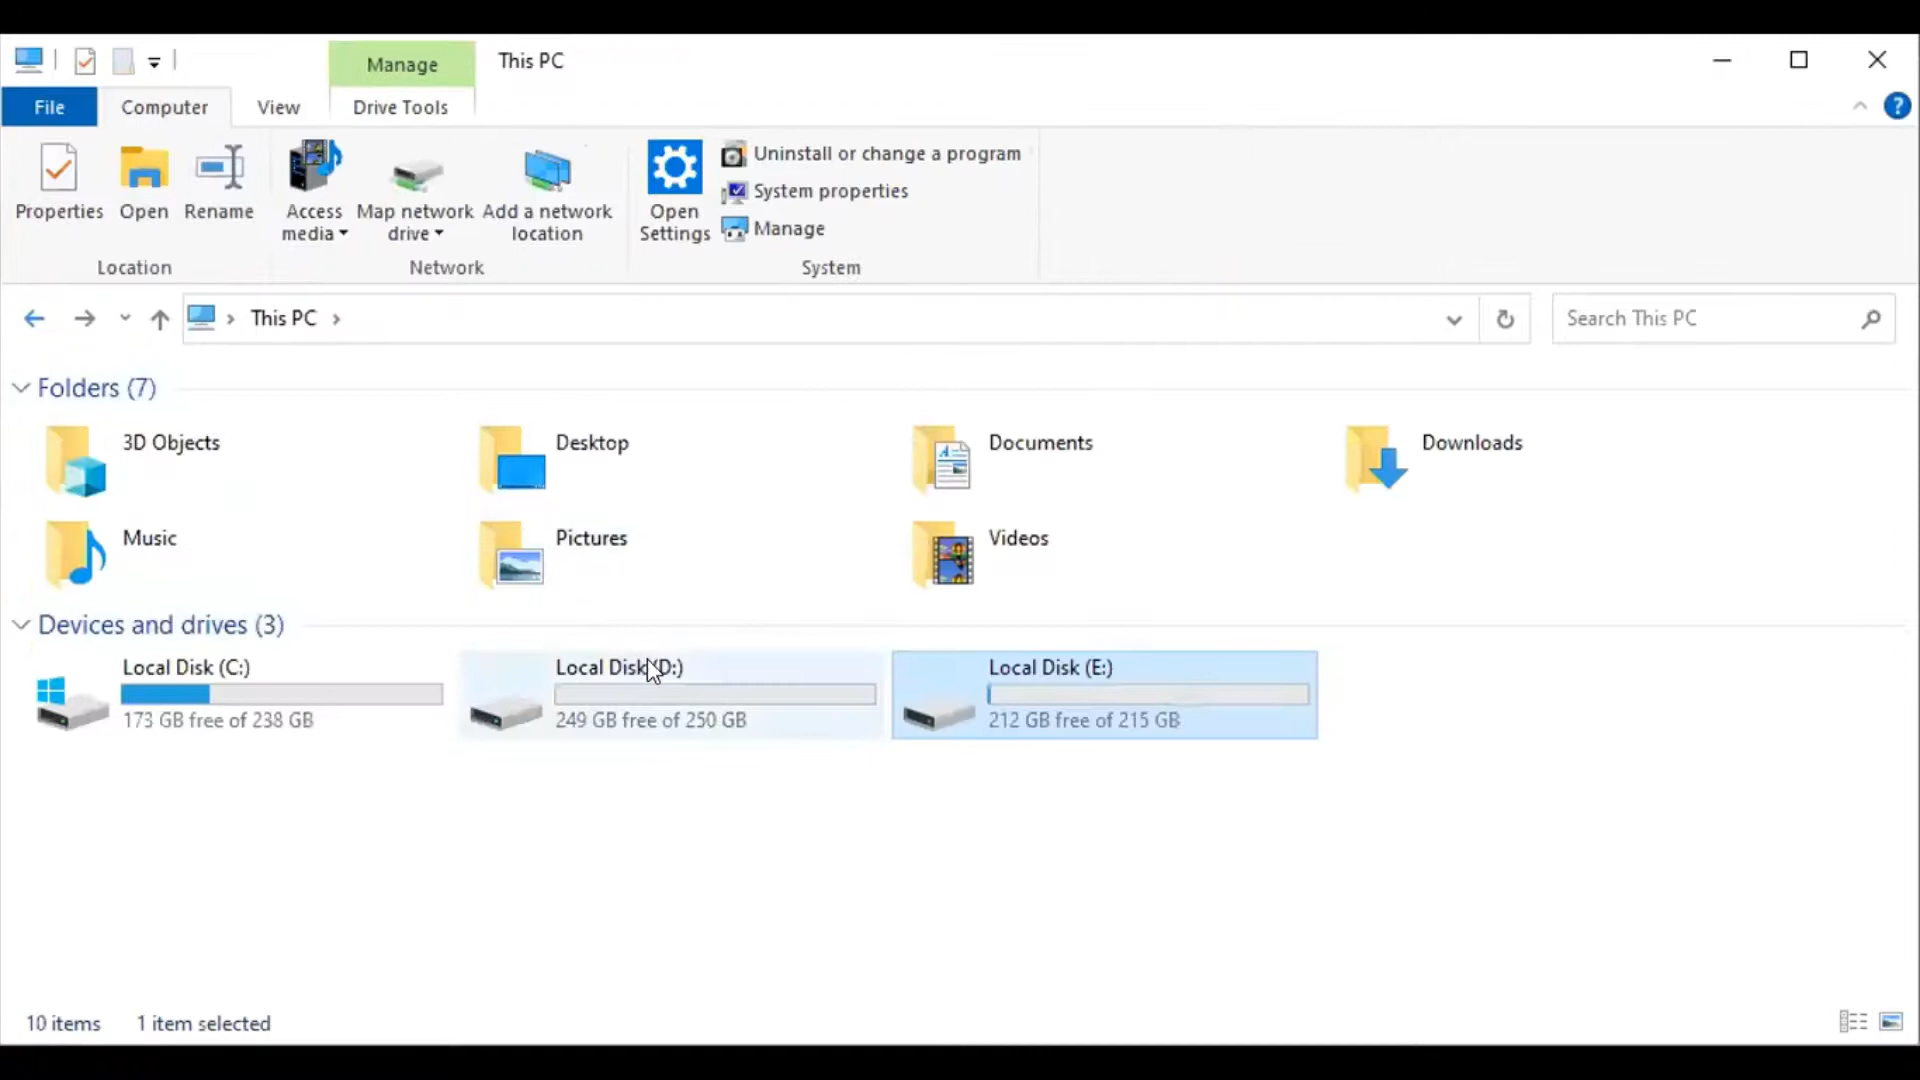 This PC
Manage
File
Computer
View
Drive Tools
Properties
Open
Rename
Access media
Map network drive
Add a network location
Open Settings
Uninstall or change a program
System properties
Manage
Location
Network
System
This PC
Search This PC
Folders (7)
3D Objects
Desktop
Documents
Downloads
Music
Pictures
Videos
Devices and drives (3)
Local Disk (C:)
173 GB free of 238 GB
Local Disk (D:)
249 GB free of 250 GB
Local Disk (E:)
212 GB free of 215 GB
10 items
1 item selected